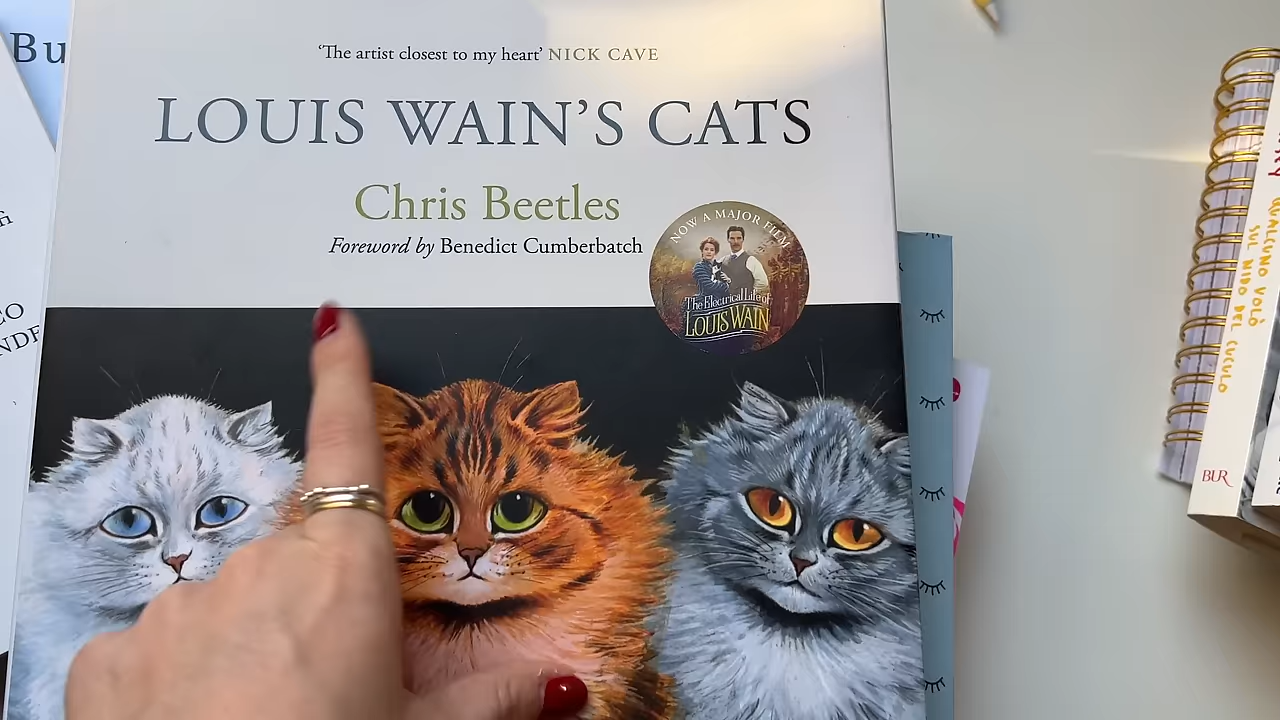 Bu
‘The artist closest to my heart’ NICK CAVE
LOUIS WAIN’S CATS
Chris Beetles
Foreword by Benedict Cumberbatch
NOW A MAJOR FILM
The Electrical Life of
LOUIS WAIN
QUALCUNO VOLÒ
SUL NIDO DEL CUCULO
BUR